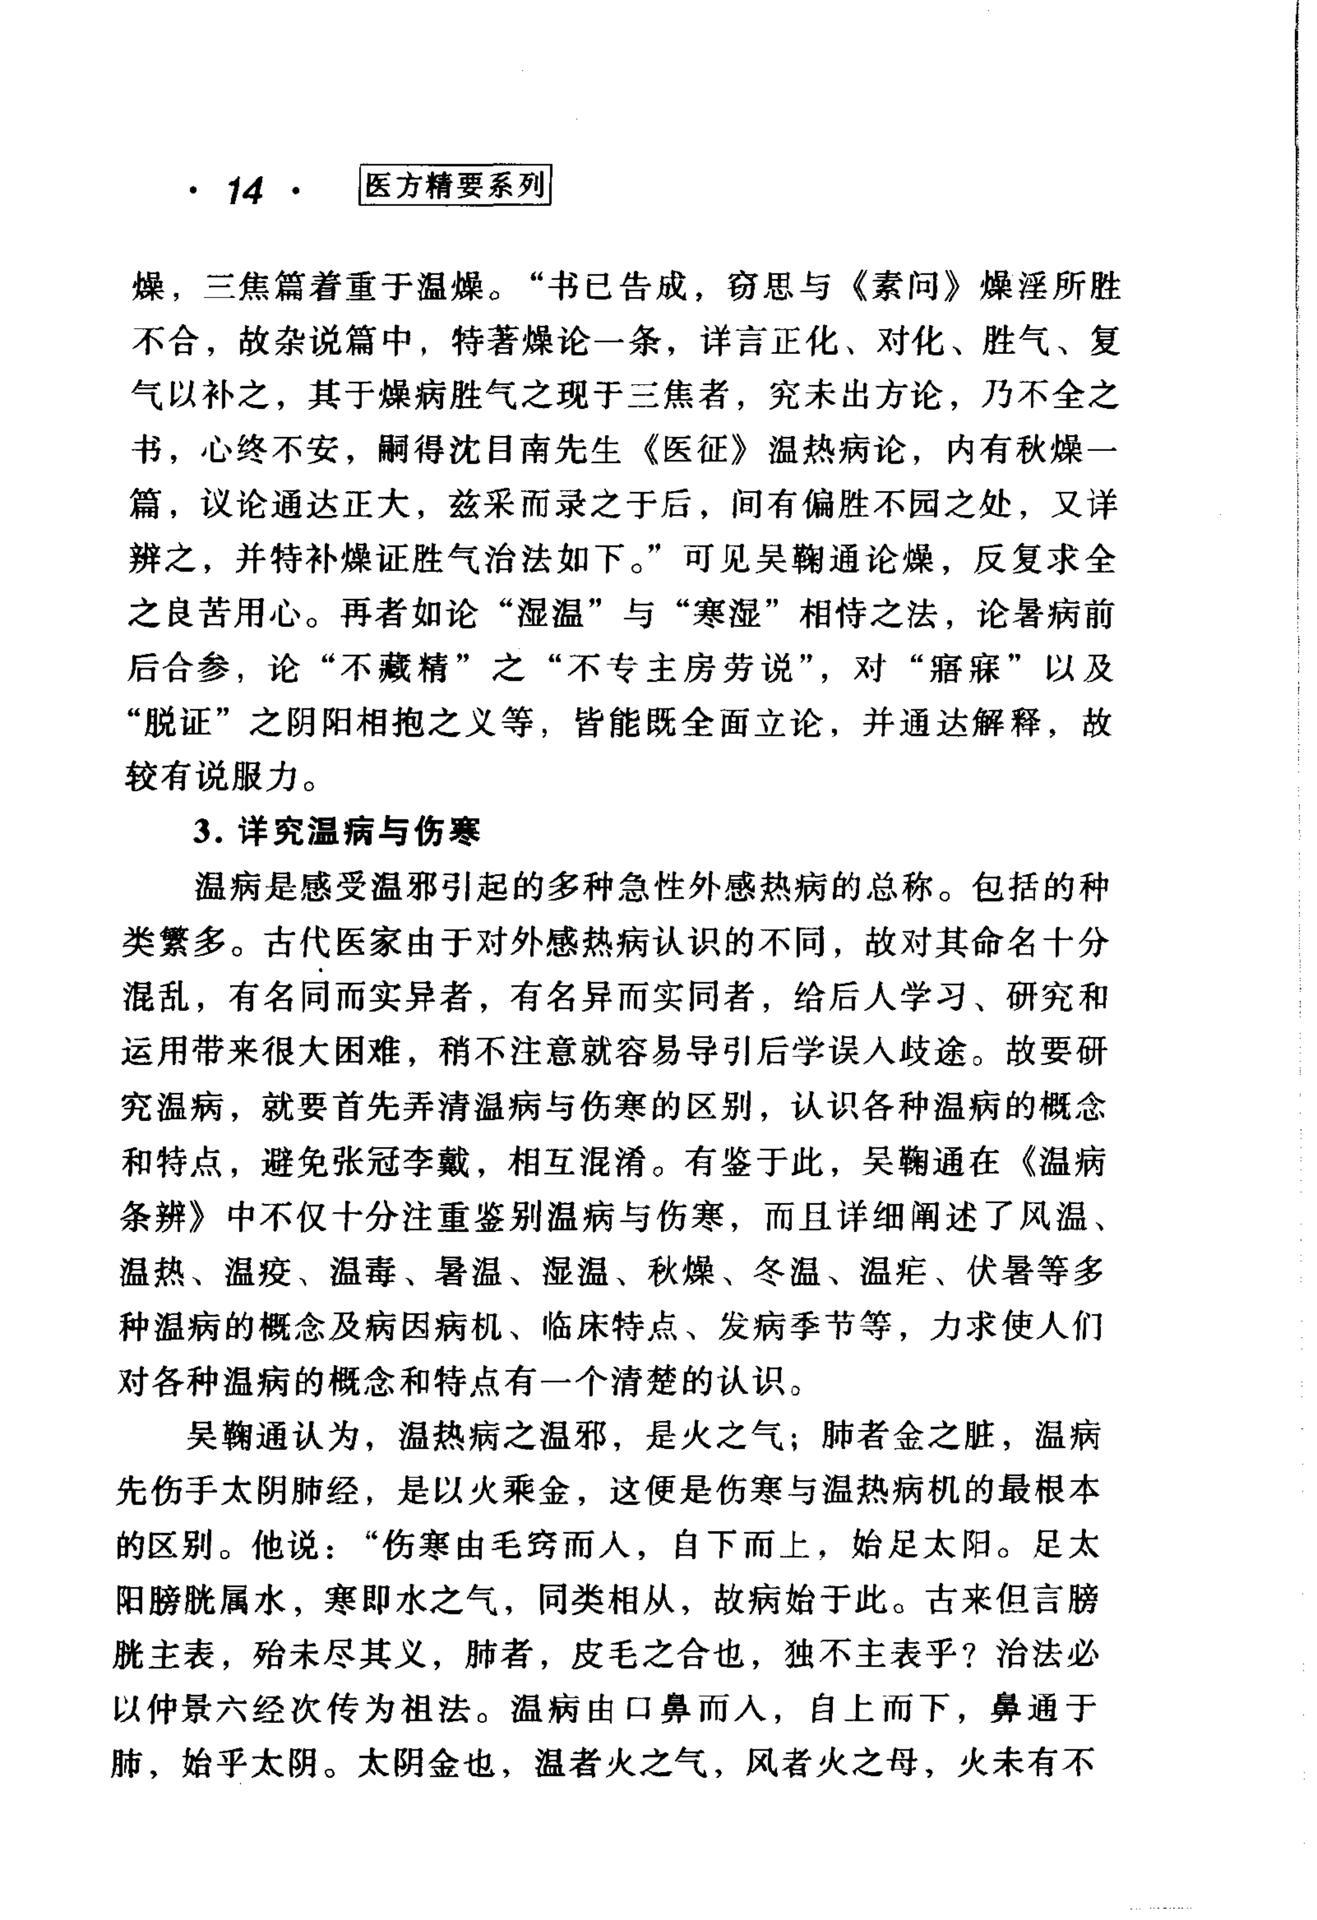 · 14 · 医方精要系列
燥，三焦篇着重于温燥。“书已告成，窃思与《素问》燥淫所胜
不合，故杂说篇中，特著燥论一条，详言正化、对化、胜气、复
气以补之，其于燥病胜气之现于三焦者，究未出方论，乃不全之
书，心终不安，嗣得沈目南先生《医征》温热病论，内有秋燥一
篇，议论通达正大，兹采而录之于后，间有偏胜不园之处，又详
辨之，并特补燥证胜气治法如下。”可见吴鞠通论燥，反复求全
之良苦用心。再者如论“湿温”与“寒湿”相恃之法，论暑病前
后合参，论“不藏精”之“不专主房劳说”，对“寤寐”以及
“脱证”之阴阳相抱之义等，皆能既全面立论，并通达解释，故
较有说服力。
3. 详究温病与伤寒
温病是感受温邪引起的多种急性外感热病的总称。包括的种
类繁多。古代医家由于对外感热病认识的不同，故对其命名十分
混乱，有名同而实异者，有名异而实同者，给后人学习、研究和
运用带来很大困难，稍不注意就容易导引后学误入歧途。故要研
究温病，就要首先弄清温病与伤寒的区别，认识各种温病的概念
和特点，避免张冠李戴，相互混淆。有鉴于此，吴鞠通在《温病
条辨》中不仅十分注重鉴别温病与伤寒，而且详细阐述了风温、
温热、温疫、温毒、暑温、湿温、秋燥、冬温、温疟、伏暑等多
种温病的概念及病因病机、临床特点、发病季节等，力求使人们
对各种温病的概念和特点有一个清楚的认识。
吴鞠通认为，温热病之温邪，是火之气；肺者金之脏，温病
先伤手太阴肺经，是以火乘金，这便是伤寒与温热病机的最根本
的区别。他说：“伤寒由毛窍而入，自下而上，始足太阳。足太
阳膀胱属水，寒即水之气，同类相从，故病始于此。古来但言膀
胱主表，殆未尽其义，肺者，皮毛之合也，独不主表乎？治法必
以仲景六经次传为祖法。温病由口鼻而入，自上而下，鼻通于
肺，始乎太阴。太阴金也，温者火之气，风者火之母，火未有不